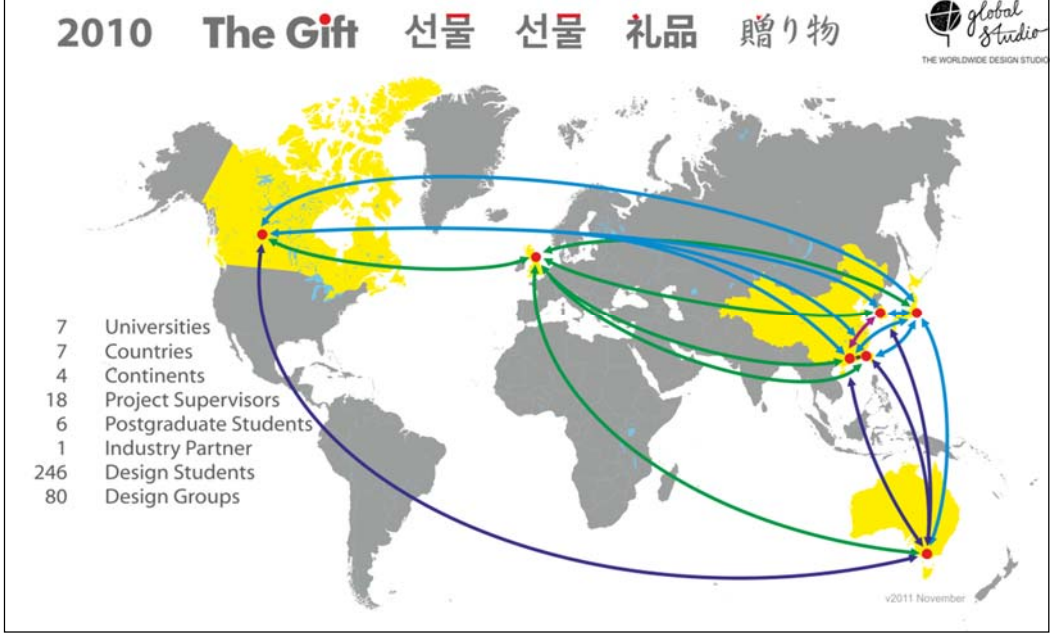 2010 The Gift 선물 선물 礼品 贈り物
global
studio
THE WORLDWIDE DESIGN STUDIO
7 Universities
7 Countries
4 Continents
18 Project Supervisors
6 Postgraduate Students
1 Industry Partner
246 Design Students
80 Design Groups
v2011 November